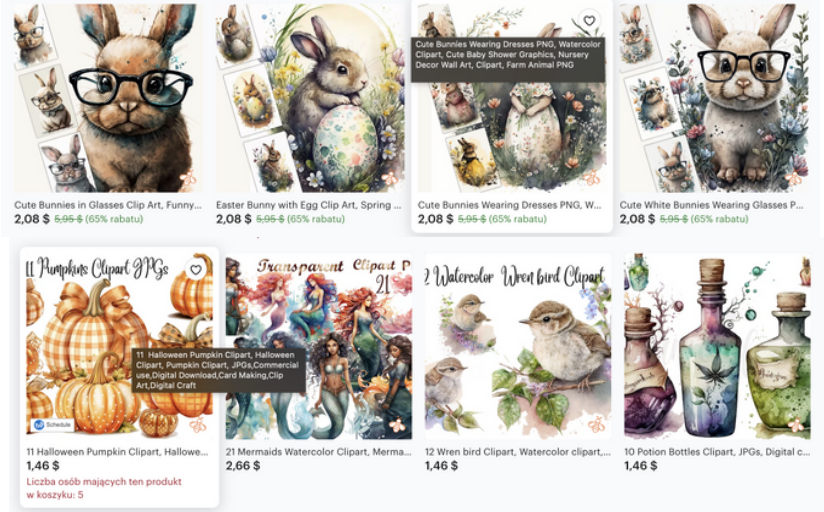 Cute Bunnies Wearing Dresses PNG, Watercolor
Clipart, Cute Baby Shower Graphics, Nursery
Decor Wall Art, Clipart, Farm Animal PNG
Cute Bunnies in Glasses Clip Art, Funny...
2,08 $ 5,95 $ (65% rabatu)
Easter Bunny with Egg Clip Art, Spring ...
2,08 $ 5,95 $ (65% rabatu)
Cute Bunnies Wearing Dresses PNG, W...
2,08 $ 5,95 $ (65% rabatu)
Cute White Bunnies Wearing Glasses P...
2,08 $ 5,95 $ (65% rabatu)
11 Pumpkins Clipart JPGs
11 Halloween Pumpkin Clipart, Halloween
Clipart, Pumpkin Clipart, JPGs,Commercial
use,Digital Download,Card Making,Clip
Art,Digital Craft
Schedule
Transparent Clipart P
21
2 Watercolor Wren bird Clipart
11 Halloween Pumpkin Clipart, Hallowe...
1,46 $
Liczba osób mających ten produkt
w koszyku: 5
21 Mermaids Watercolor Clipart, Merma...
2,66 $
12 Wren bird Clipart, Watercolor clipart,...
1,46 $
10 Potion Bottles Clipart, JPGs, Digital c...
1,46 $